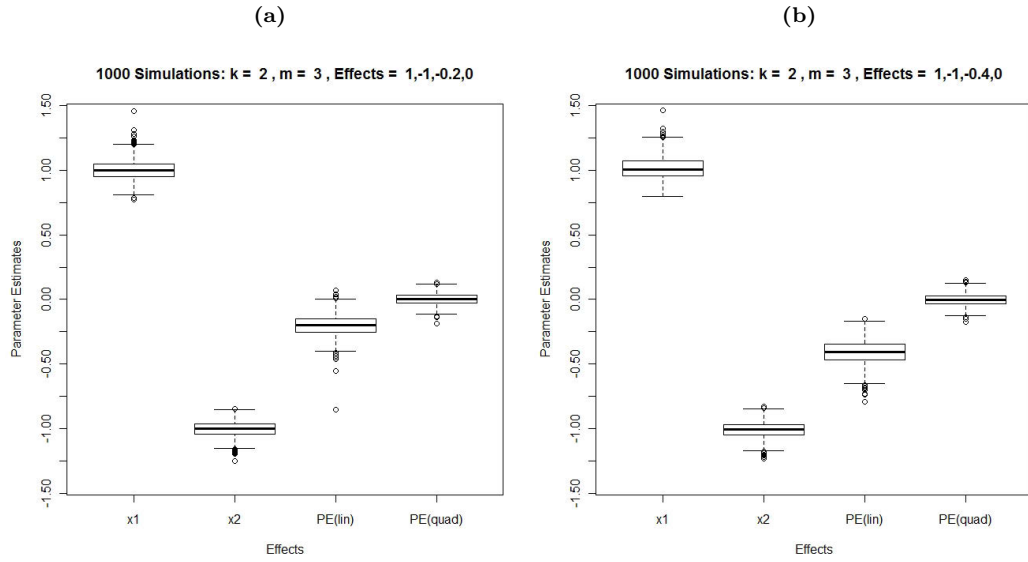 (a)
1000 Simulations: k = 2 , m = 3 , Effects = 1,-1,-0.2,0
Parameter Estimates
1.50
1.00
0.50
0.00
-0.50
-1.00
-1.50
x1 x2 PE(lin) PE(quad)
Effects
(b)
1000 Simulations: k = 2 , m = 3 , Effects = 1,-1,-0.4,0
Parameter Estimates
1.50
1.00
0.50
0.00
-0.50
-1.00
-1.50
x1 x2 PE(lin) PE(quad)
Effects